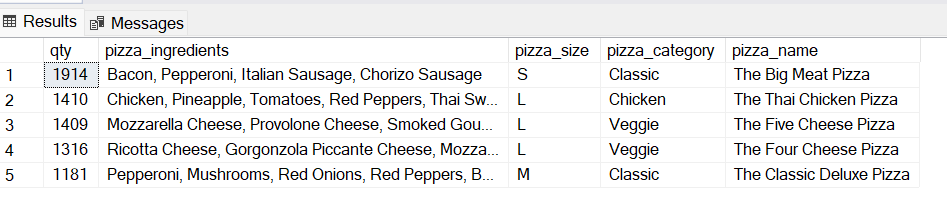 Results Messages
qty pizza_ingredients pizza_size pizza_category pizza_name
1 1914 Bacon, Pepperoni, Italian Sausage, Chorizo Sausage S Classic The Big Meat Pizza
2 1410 Chicken, Pineapple, Tomatoes, Red Peppers, Thai Sw... L Chicken The Thai Chicken Pizza
3 1409 Mozzarella Cheese, Provolone Cheese, Smoked Gou... L Veggie The Five Cheese Pizza
4 1316 Ricotta Cheese, Gorgonzola Piccante Cheese, Mozza... L Veggie The Four Cheese Pizza
5 1181 Pepperoni, Mushrooms, Red Onions, Red Peppers, B... M Classic The Classic Deluxe Pizza